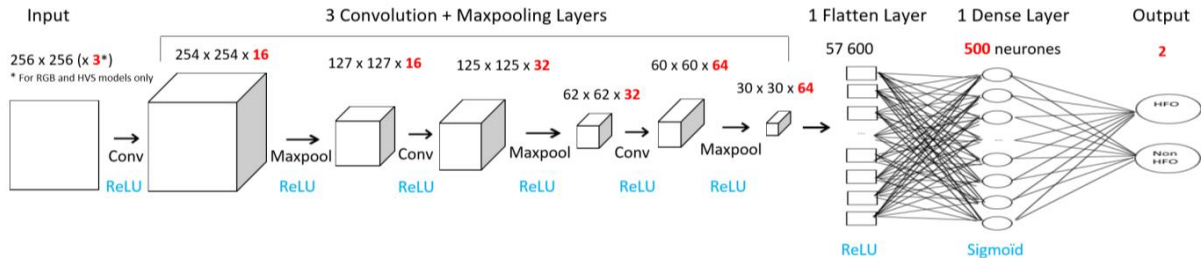 Input
3 Convolution + Maxpooling Layers
1 Flatten Layer
1 Dense Layer
Output
256 x 256 (x 3*)
* For RGB and HVS models only
254 x 254 x 16
127 x 127 x 16
125 x 125 x 32
62 x 62 x 32
60 x 60 x 64
30 x 30 x 64
57 600
500 neurones
2
Conv
ReLU
Maxpool
ReLU
Conv
ReLU
Maxpool
ReLU
Conv
ReLU
Maxpool
ReLU
...
...
HFO
Non
HFO
ReLU
Sigmoïd